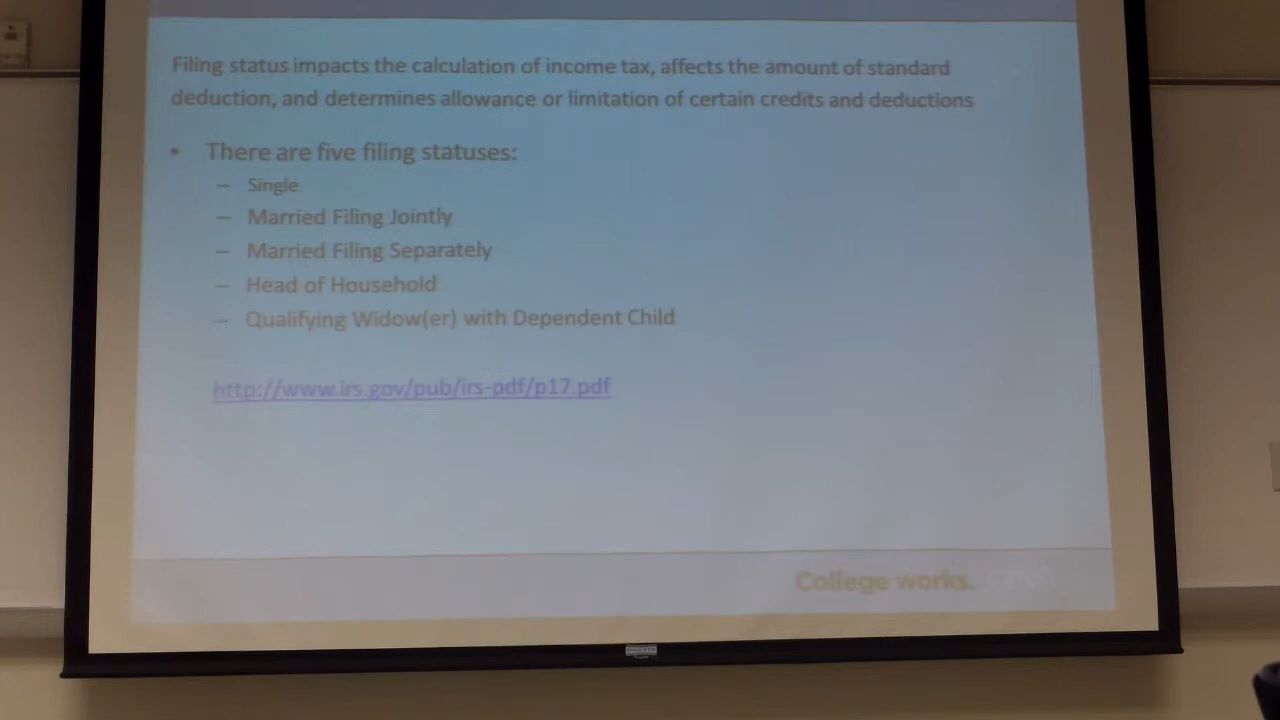 Filing status impacts the calculation of income tax, affects the amount of standard
deduction, and determines allowance or limitation of certain credits and deductions
• There are five filing statuses:
– Single
– Married Filing Jointly
– Married Filing Separately
– Head of Household
– Qualifying Widow(er) with Dependent Child
http://www.irs.gov/pub/irs-pdf/p17.pdf
College works.